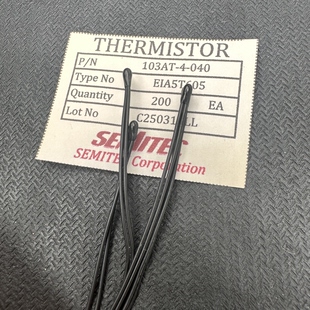 THERMISTOR
P/N 103AT-4-040
Type No EIA5T605
Quantity 200 EA
Lot No
SEMITEC
SEMITEC Corporation